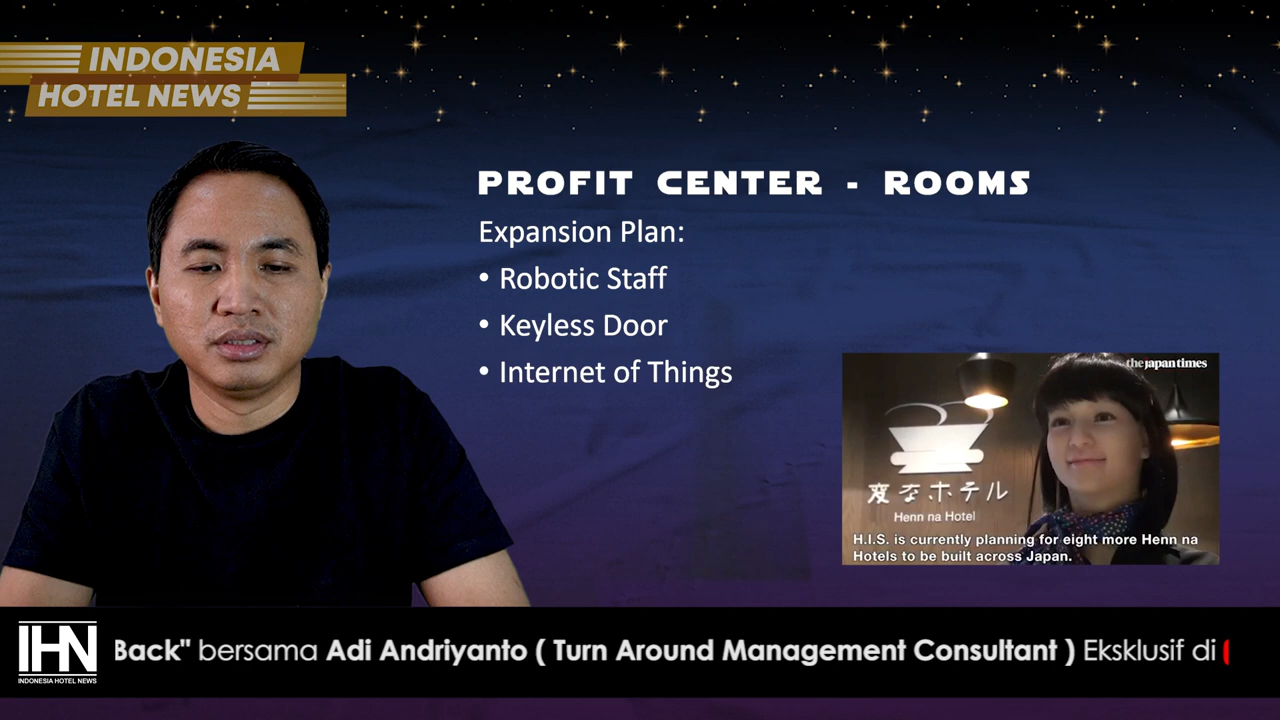 INDONESIA
HOTEL NEWS
PROFIT CENTER - ROOMS
Expansion Plan:
• Robotic Staff
• Keyless Door
• Internet of Things
the japan times
変なホテル
Henn na Hotel
H.I.S. is currently planning for eight more Henn na
Hotels to be built across Japan.
IHN
INDONESIA HOTEL NEWS
Back" bersama Adi Andriyanto ( Turn Around Management Consultant ) Eksklusif di